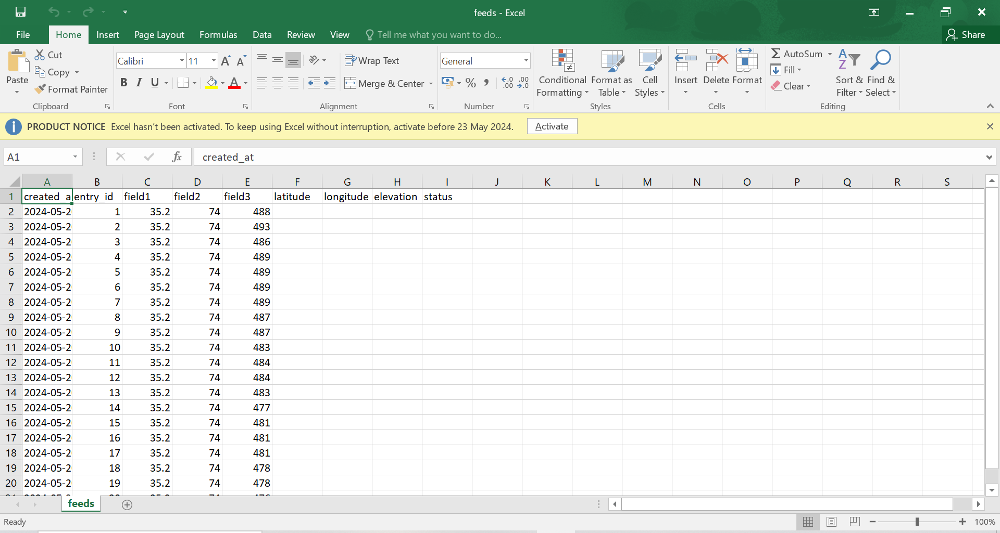 feeds - Excel
File Home Insert Page Layout Formulas Data Review View Tell me what you want to do... Share
Paste Cut Copy Format Painter Clipboard
Calibri 11 B I U A Font
Wrap Text Merge & Center Alignment
General % Number
Conditional Formatting Format as Table Cell Styles Styles
Insert Delete Format Cells
AutoSum Fill Clear Sort & Filter Find & Select Editing
PRODUCT NOTICE Excel hasn't been activated. To keep using Excel without interruption, activate before 23 May 2024. Activate
A1 fx created_at
A B C D E F G H I J K L M N O P Q R S
1 created_a entry_id field1 field2 field3 latitude longitude elevation status
2 2024-05-2 1 35.2 74 488
3 2024-05-2 2 35.2 74 493
4 2024-05-2 3 35.2 74 486
5 2024-05-2 4 35.2 74 489
6 2024-05-2 5 35.2 74 489
7 2024-05-2 6 35.2 74 489
8 2024-05-2 7 35.2 74 489
9 2024-05-2 8 35.2 74 487
10 2024-05-2 9 35.2 74 487
11 2024-05-2 10 35.2 74 483
12 2024-05-2 11 35.2 74 484
13 2024-05-2 12 35.2 74 484
14 2024-05-2 13 35.2 74 483
15 2024-05-2 14 35.2 74 477
16 2024-05-2 15 35.2 74 481
17 2024-05-2 16 35.2 74 481
18 2024-05-2 17 35.2 74 481
19 2024-05-2 18 35.2 74 478
20 2024-05-2 19 35.2 74 478
feeds
Ready 100%